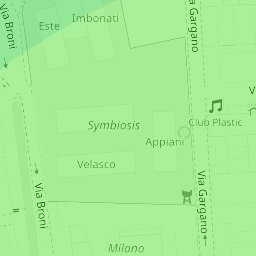 Via Broni
Imbonati
Este
Via Gargano
V
Club Plastic
Symbiosis
Appiani
Velasco
Via Broni
Via Gargano
Milano